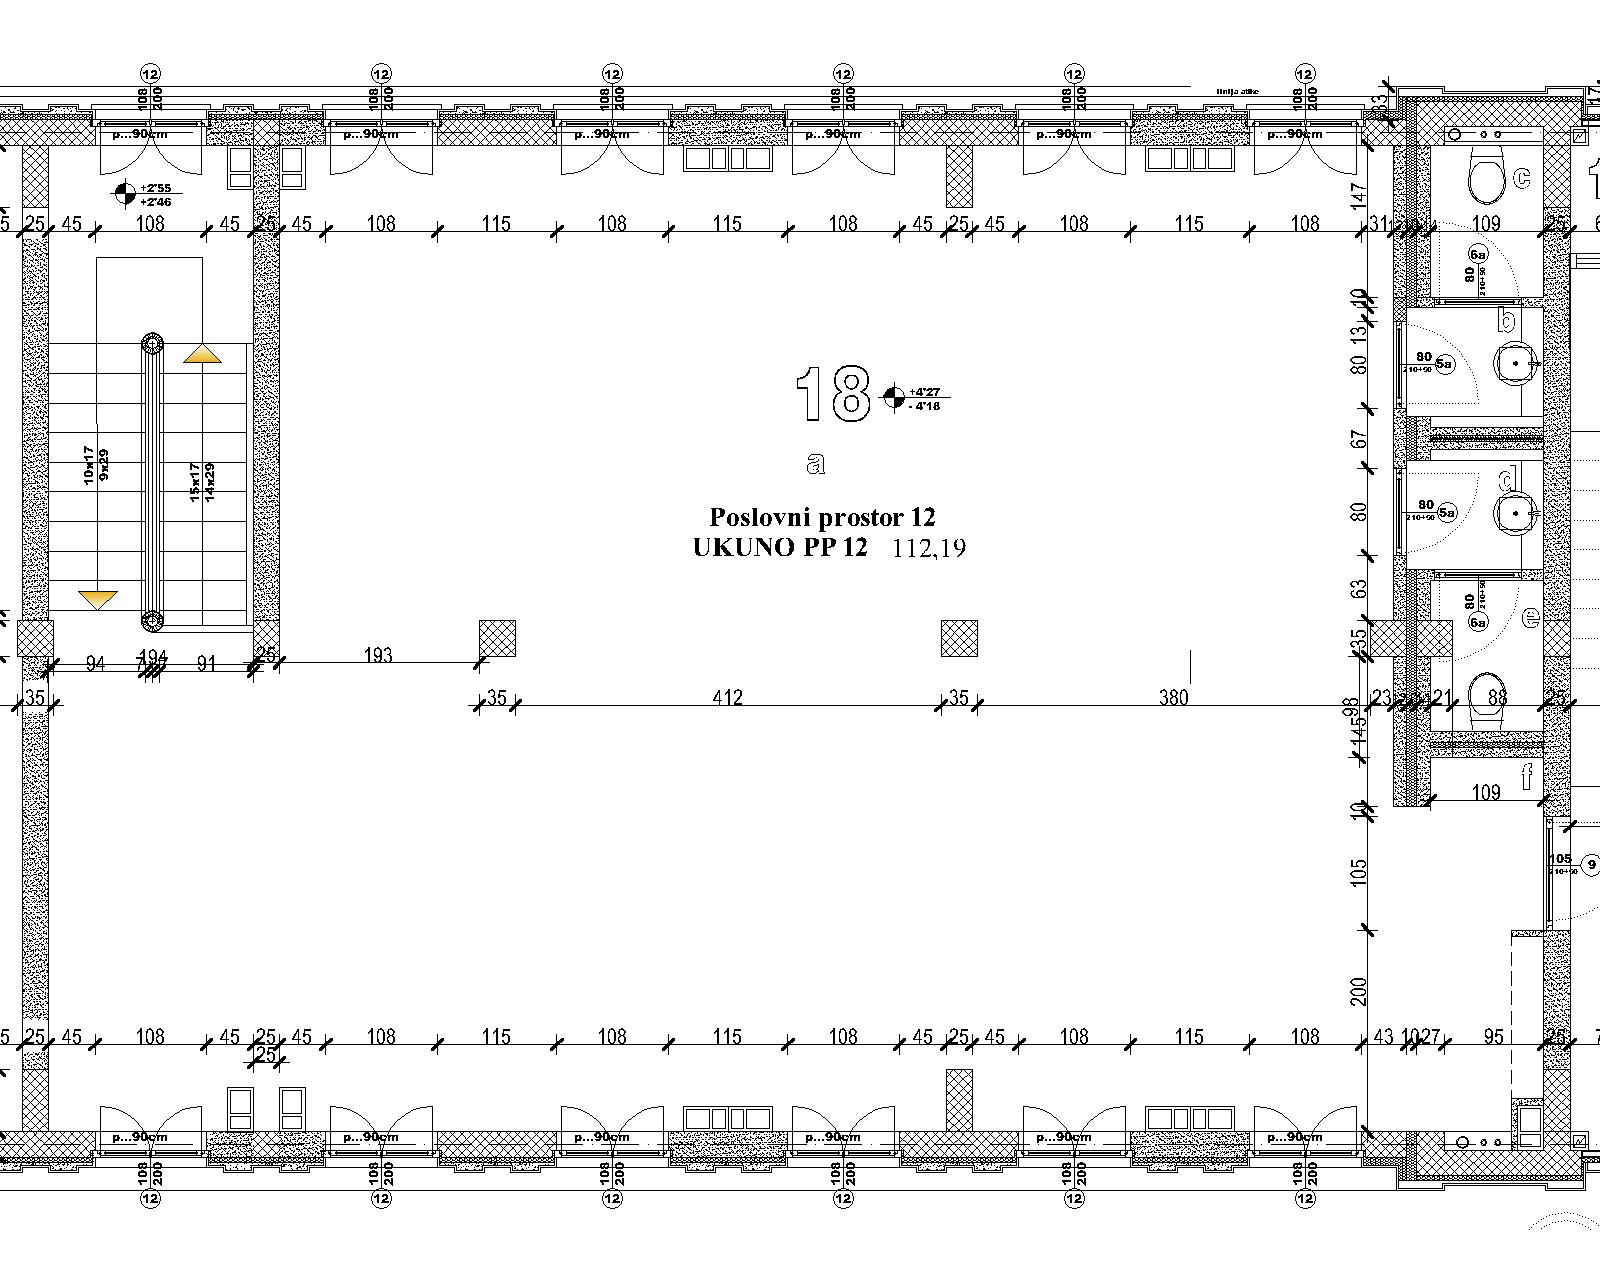 12 12 12 12 12 12
108 200 108 200 108 200 108 200 108 200 108 200
linija atike
33
p...90cm p...90cm p...90cm p...90cm p...90cm p...90cm
c
+2'55
+2'46
147
25 45 108 45 25 45 108 115 108 115 108 45 25 45 108 115 108 31 109 25
6a
80
210+50
10
b
13
80
80
5a
210+50
18
+4'27
- 4'18
a
67
10x17
9x29
15x17
14x29
d
80
80
5a
210+50
Poslovni prostor 12
UKUNO PP 12 112,19
63
80
210+50
6a
e
35
94 194 91 25 193
35 35 412 35 380 98 23 21 88 25
145
f
109
10
105
105
210+50
9
200
25 45 108 45 25 45 108 115 108 115 108 45 25 45 108 115 108 43 10 27 95 25
25
p...90cm p...90cm p...90cm p...90cm p...90cm p...90cm
108 200 108 200 108 200 108 200 108 200 108 200
12 12 12 12 12 12